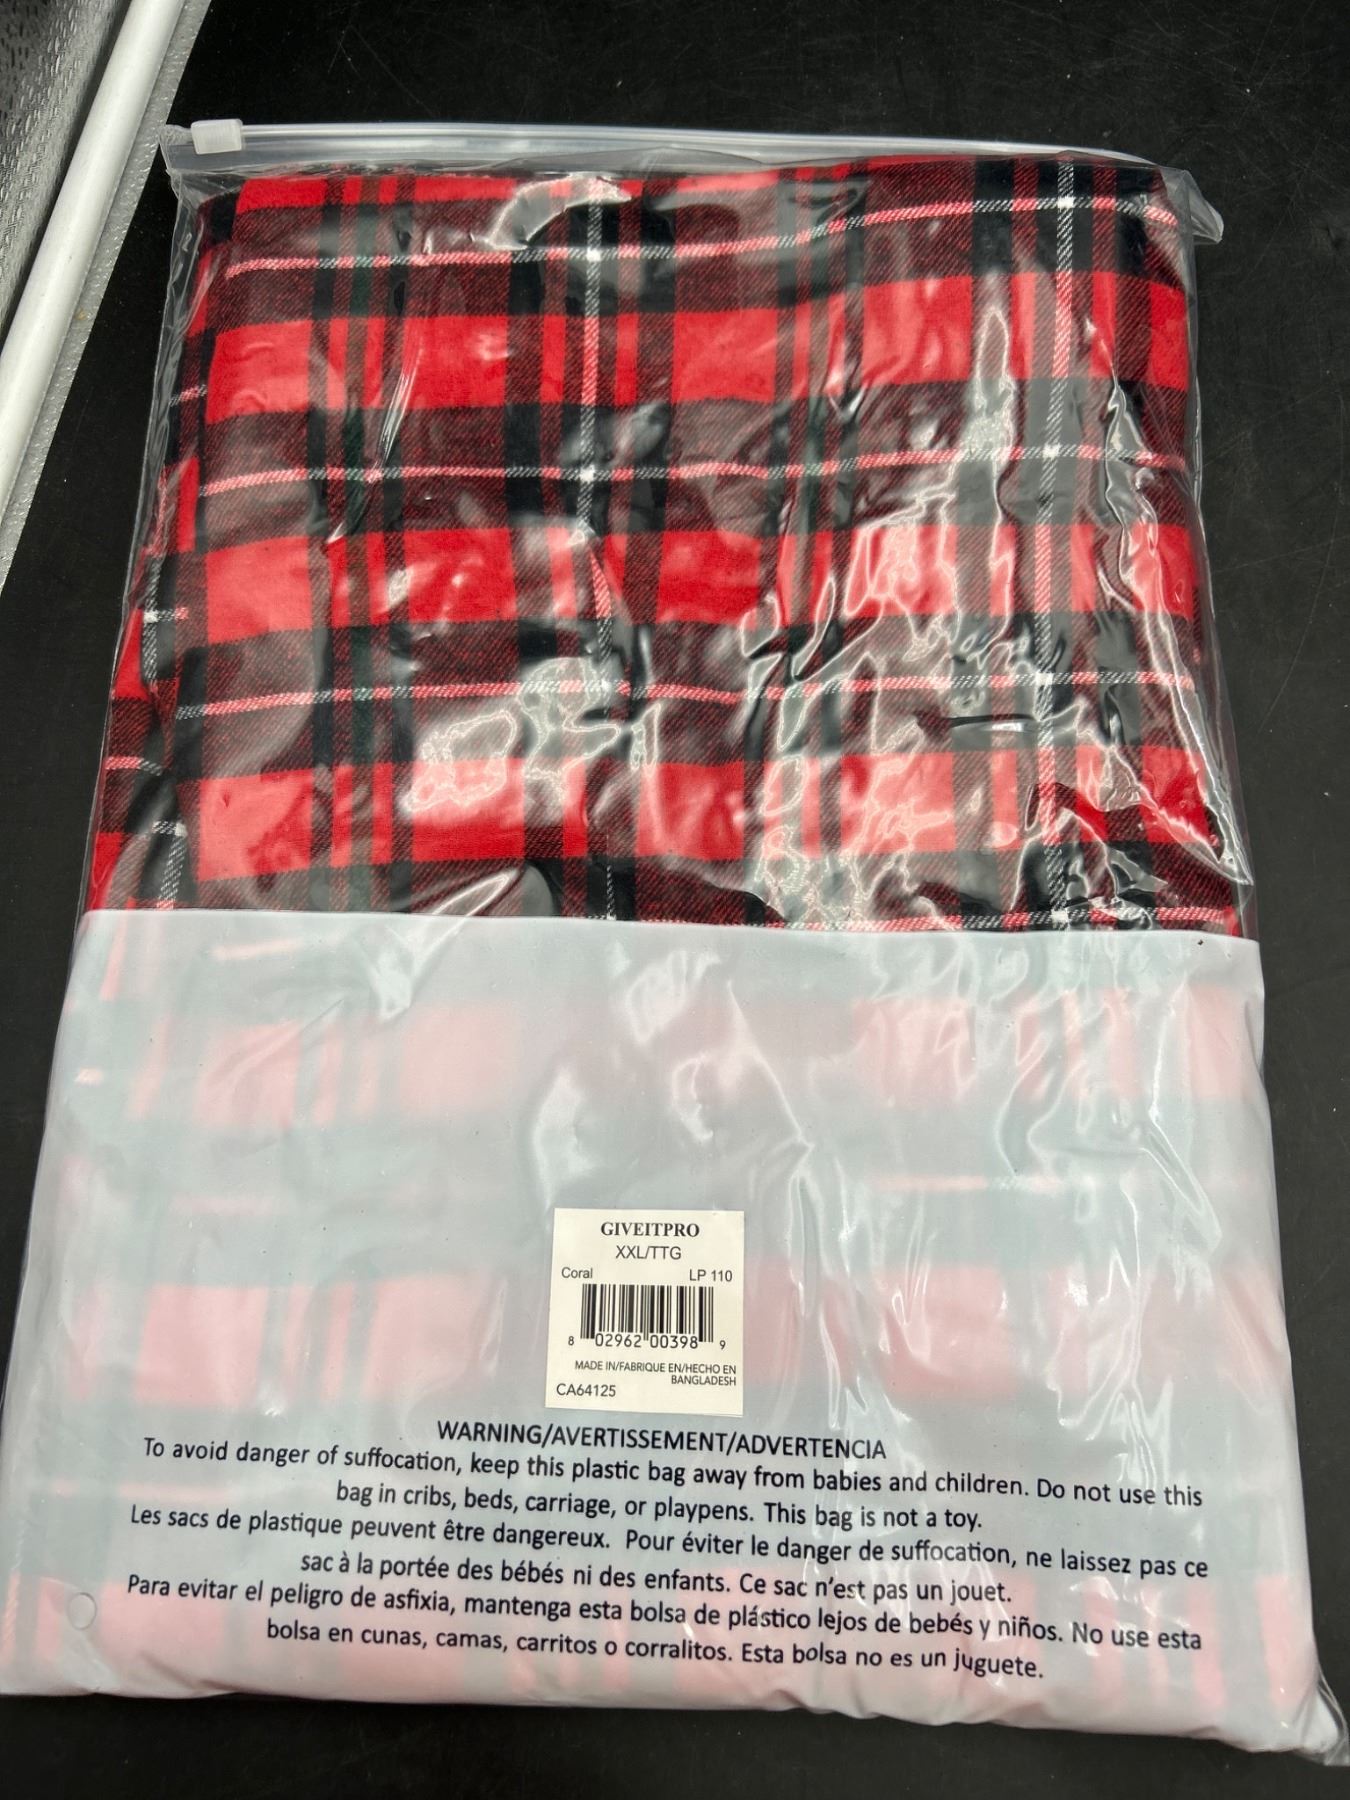 GIVEITPRO
XXL/TTG
Coral LP 110
8 02962 00398 9
MADE IN/FABRIQUE EN/HECHO EN
BANGLADESH
CA64125
WARNING/AVERTISSEMENT/ADVERTENCIA
To avoid danger of suffocation, keep this plastic bag away from babies and children. Do not use this
bag in cribs, beds, carriage, or playpens. This bag is not a toy.
Les sacs de plastique peuvent être dangereux. Pour éviter le danger de suffocation, ne laissez pas ce
sac à la portée des bébés ni des enfants. Ce sac n'est pas un jouet.
Para evitar el peligro de asfixia, mantenga esta bolsa de plástico lejos de bebés y niños. No use esta
bolsa en cunas, camas, carritos o corralitos. Esta bolsa no es un juguete.